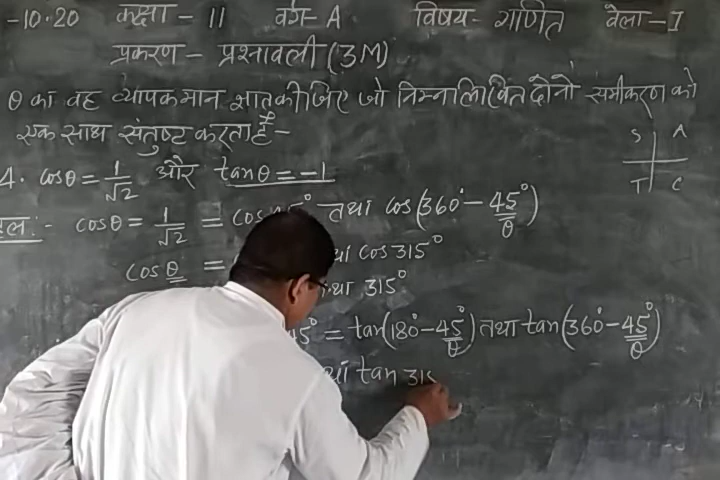 -10.20 कक्षा - 11 वर्ग - A विषय - गणित वेला - I
प्रकरण - प्रश्नावली (3M)
θ का वह व्यापक मान ज्ञात कीजिए जो निम्नलिखित दोनों समीकरण को
एक साथ संतुष्ट करता है -
S A
T C
4. cosθ = 1/√2 और tanθ = -1
हल:- cosθ = 1/√2 = cos 45° तथा cos(360° - 45°)
θ
cosθ = cos 315°
तथा 315°
45° = tan(180° - 45°) तथा tan(360° - 45°)
θ θ
tan 315